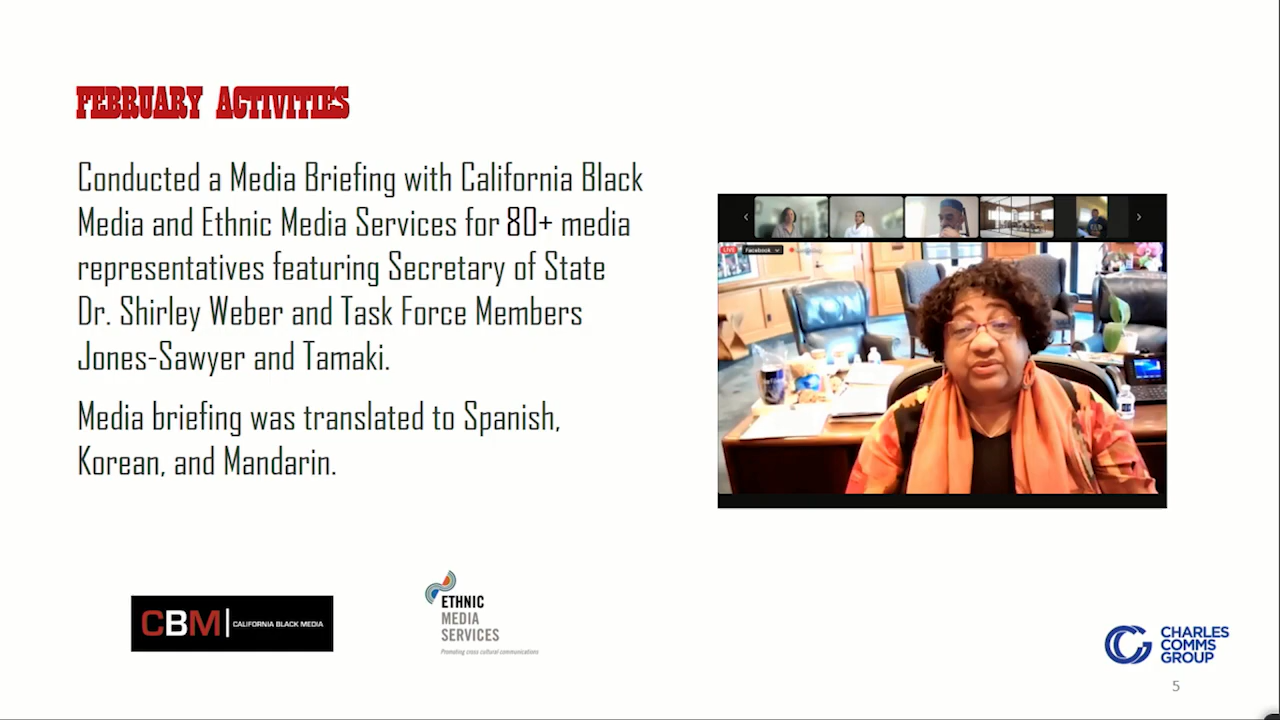 FEBRUARY ACTIVITIES
Conducted a Media Briefing with California Black
Media and Ethnic Media Services for 80+ media
representatives featuring Secretary of State
Dr. Shirley Weber and Task Force Members
Jones-Sawyer and Tamaki.
Media briefing was translated to Spanish,
Korean, and Mandarin.
LIVE Facebook
CBM CALIFORNIA BLACK MEDIA
ETHNIC
MEDIA
SERVICES
Promoting cross cultural communications
CHARLES
COMMS
GROUP
5